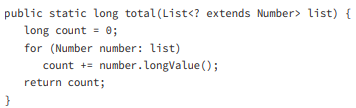 public static long total(List<? extends Number> list) {
    long count = 0;
    for (Number number: list)
        count += number.longValue();
    return count;
}